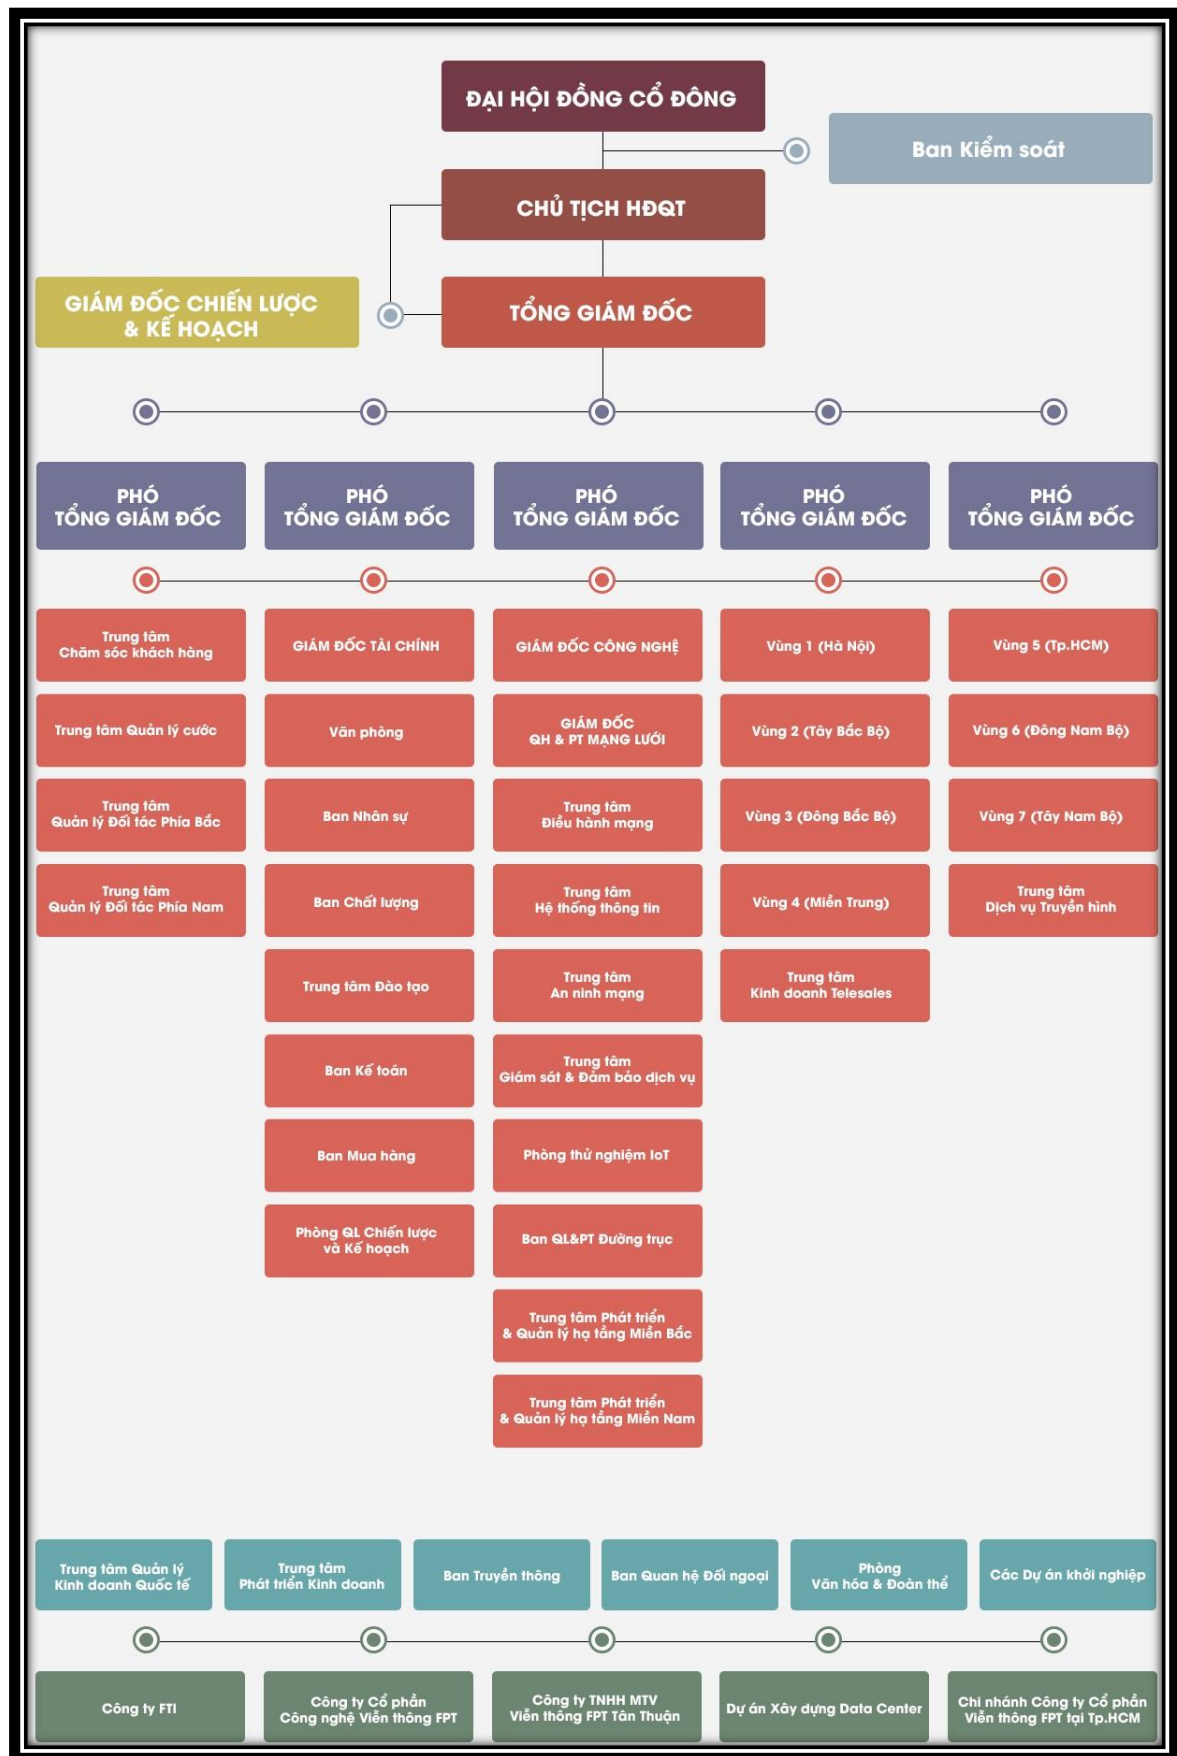 ĐẠI HỘI ĐỒNG CỔ ĐÔNG
Ban Kiểm soát
CHỦ TỊCH HĐQT
GIÁM ĐỐC CHIẾN LƯỢC
& KẾ HOẠCH
TỔNG GIÁM ĐỐC
PHÓ
TỔNG GIÁM ĐỐC
PHÓ
TỔNG GIÁM ĐỐC
PHÓ
TỔNG GIÁM ĐỐC
PHÓ
TỔNG GIÁM ĐỐC
PHÓ
TỔNG GIÁM ĐỐC
Trung tâm
Chăm sóc khách hàng
Trung tâm Quản lý cước
Trung tâm
Quản lý Đối tác Phía Bắc
Trung tâm
Quản lý Đối tác Phía Nam
GIÁM ĐỐC TÀI CHÍNH
Văn phòng
Ban Nhân sự
Ban Chất lượng
Trung tâm Đào tạo
Ban Kế toán
Ban Mua hàng
Phòng QL Chiến lược
và Kế hoạch
GIÁM ĐỐC CÔNG NGHỆ
GIÁM ĐỐC
QH & PT MẠNG LƯỚI
Trung tâm
Điều hành mạng
Trung tâm
Hệ thống thông tin
Trung tâm
An ninh mạng
Trung tâm
Giám sát & Đảm bảo dịch vụ
Phòng thử nghiệm IoT
Ban QL&PT Đường trục
Trung tâm Phát triển
& Quản lý hạ tầng Miền Bắc
Trung tâm Phát triển
& Quản lý hạ tầng Miền Nam
Vùng 1 (Hà Nội)
Vùng 2 (Tây Bắc Bộ)
Vùng 3 (Đông Bắc Bộ)
Vùng 4 (Miền Trung)
Trung tâm
Kinh doanh Telesales
Vùng 5 (Tp.HCM)
Vùng 6 (Đông Nam Bộ)
Vùng 7 (Tây Nam Bộ)
Trung tâm
Dịch vụ Truyền hình
Trung tâm Quản lý
Kinh doanh Quốc tế
Trung tâm
Phát triển Kinh doanh
Ban Truyền thông
Ban Quan hệ Đối ngoại
Phòng
Văn hóa & Đoàn thể
Các Dự án khởi nghiệp
Công ty FTI
Công ty Cổ phần
Công nghệ Viễn thông FPT
Công ty TNHH MTV
Viễn thông FPT Tân Thuận
Dự án Xây dựng Data Center
Chi nhánh Công ty Cổ phần
Viễn thông FPT tại Tp.HCM